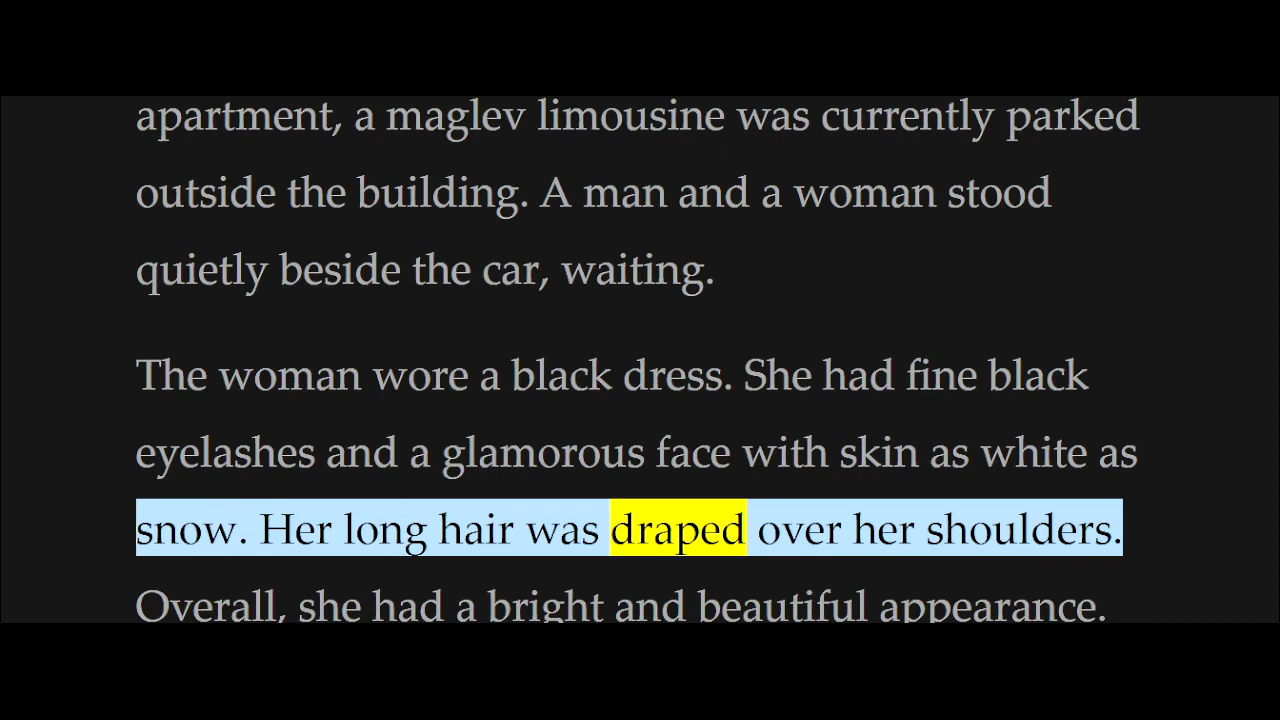 apartment, a maglev limousine was currently parked
outside the building. A man and a woman stood
quietly beside the car, waiting.
The woman wore a black dress. She had fine black
eyelashes and a glamorous face with skin as white as
snow. Her long hair was draped over her shoulders.
Overall, she had a bright and beautiful appearance.